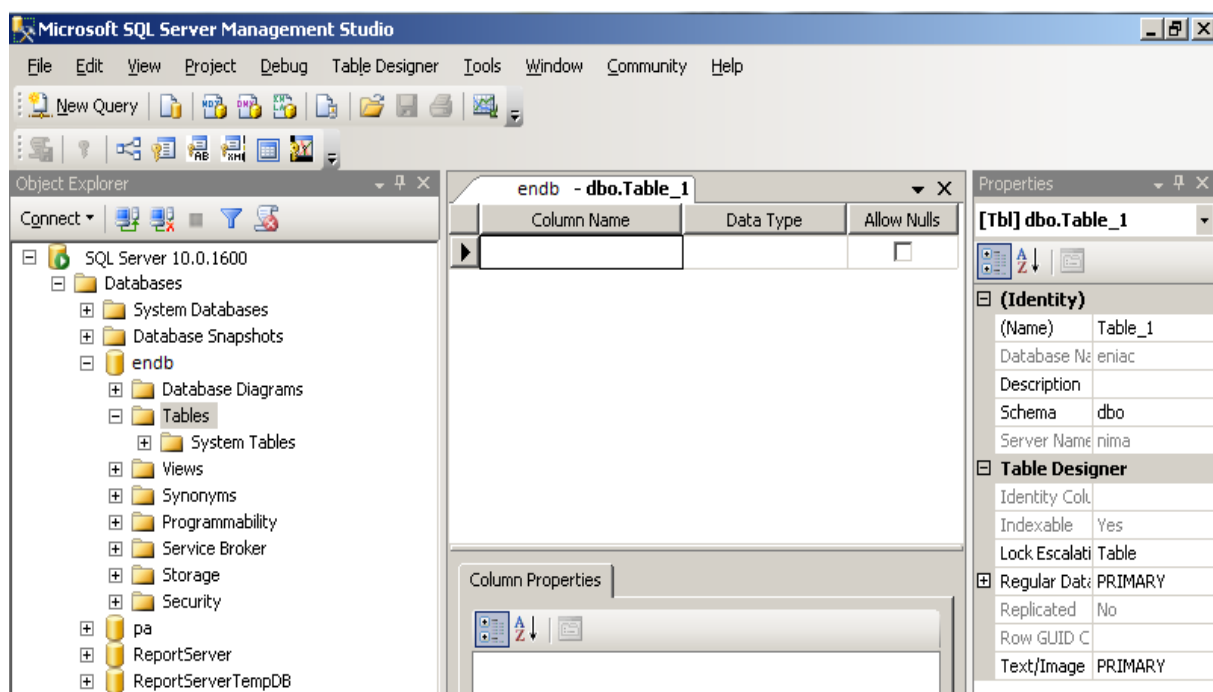 Microsoft SQL Server Management Studio
File Edit View Project Debug Table Designer Tools Window Community Help
New Query
Object Explorer
Connect
SQL Server 10.0.1600
Databases
System Databases
Database Snapshots
endb
Database Diagrams
Tables
System Tables
Views
Synonyms
Programmability
Service Broker
Storage
Security
pa
ReportServer
ReportServerTempDB
endb - dbo.Table_1
Column Name Data Type Allow Nulls
Column Properties
Properties
[Tbl] dbo.Table_1
(Identity)
(Name) Table_1
Database Na eniac
Description
Schema dbo
Server Name nima
Table Designer
Identity Colu
Indexable Yes
Lock Escalati Table
Regular Data PRIMARY
Replicated No
Row GUID C
Text/Image PRIMARY